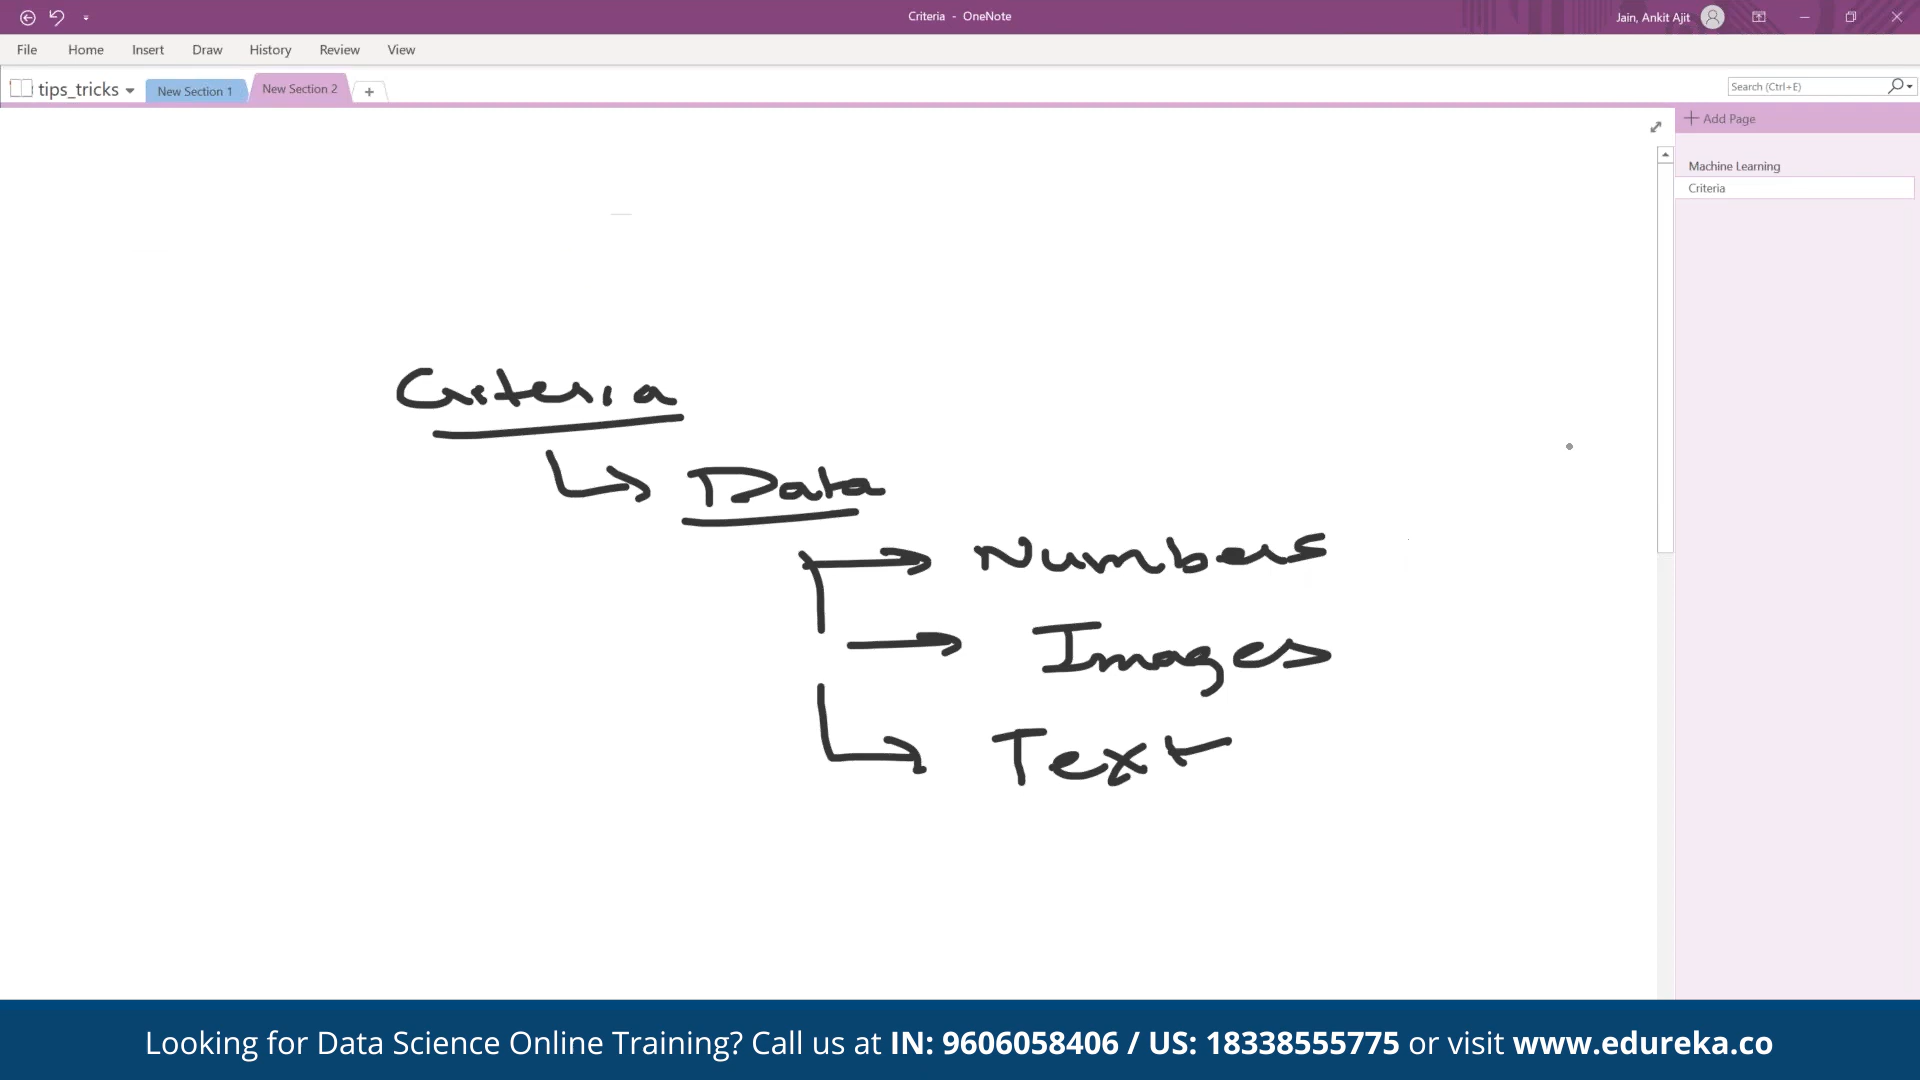 Criteria - OneNote
Jain, Ankit Ajit
File Home Insert Draw History Review View
tips_tricks New Section 1 New Section 2 +
Search (Ctrl+E)
Add Page
Machine Learning
Criteria
Criteria
Data
Numbers
Images
Text
Looking for Data Science Online Training? Call us at IN: 9606058406 / US: 18338555775 or visit www.edureka.co